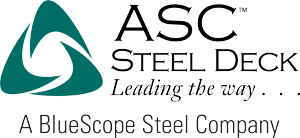 ASC™
STEEL DECK
Leading the way . . .
A BlueScope Steel Company